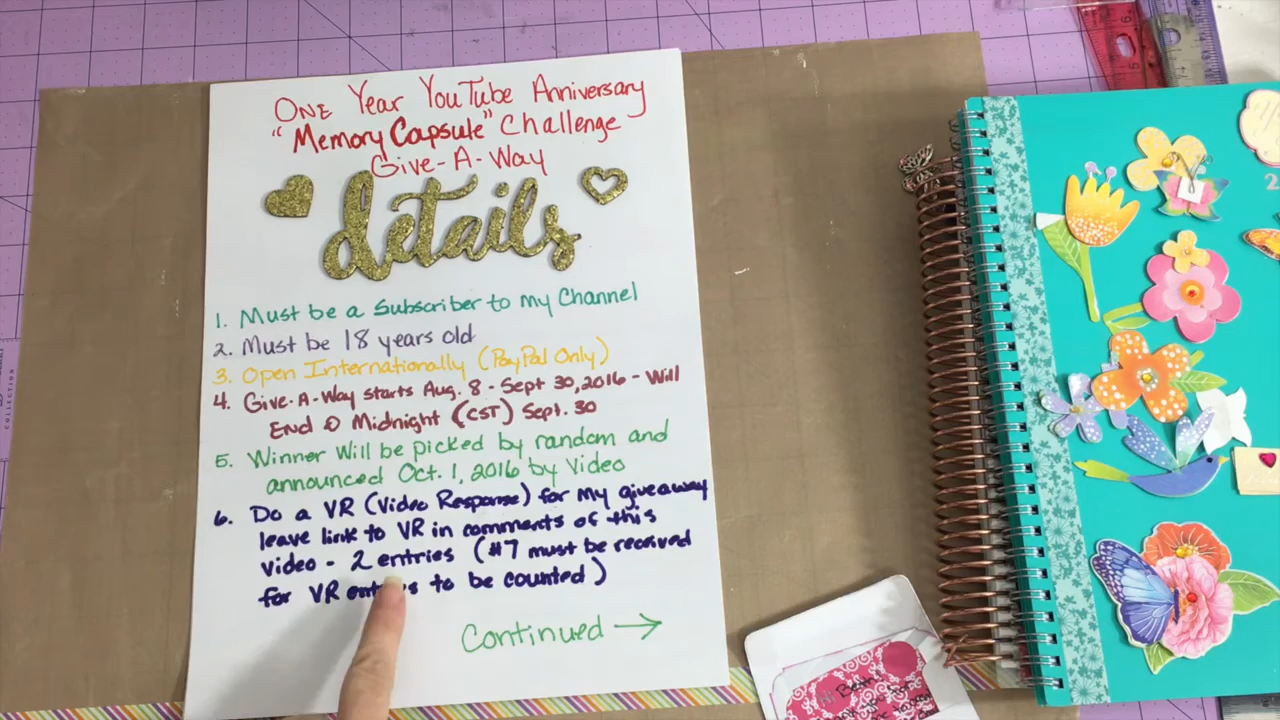 One Year YouTube Anniversary
"Memory Capsule" Challenge
Give-A-Way
details
1. Must be a Subscriber to my Channel
2. Must be 18 years old
3. Open Internationally (PayPal Only)
4. Give-A-Way starts Aug. 8 - Sept 30, 2016 - Will
End @ Midnight (CST) Sept. 30
5. Winner Will be picked by random and
announced Oct. 1, 2016 by Video
6. Do a VR (Video Response) for my giveaway
leave link to VR in comments of this
video - 2 entries (#7 must be received
for VR to be counted)
Continued →
COLLECTION